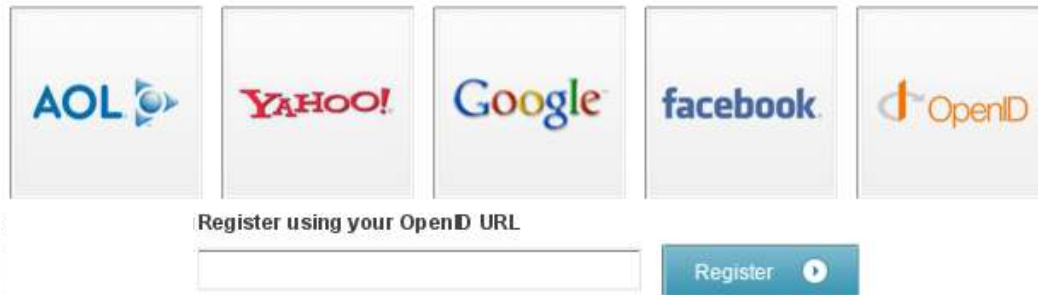 AOL YAHOO! Google facebook OpenID
Register using your OpenID URL
Register